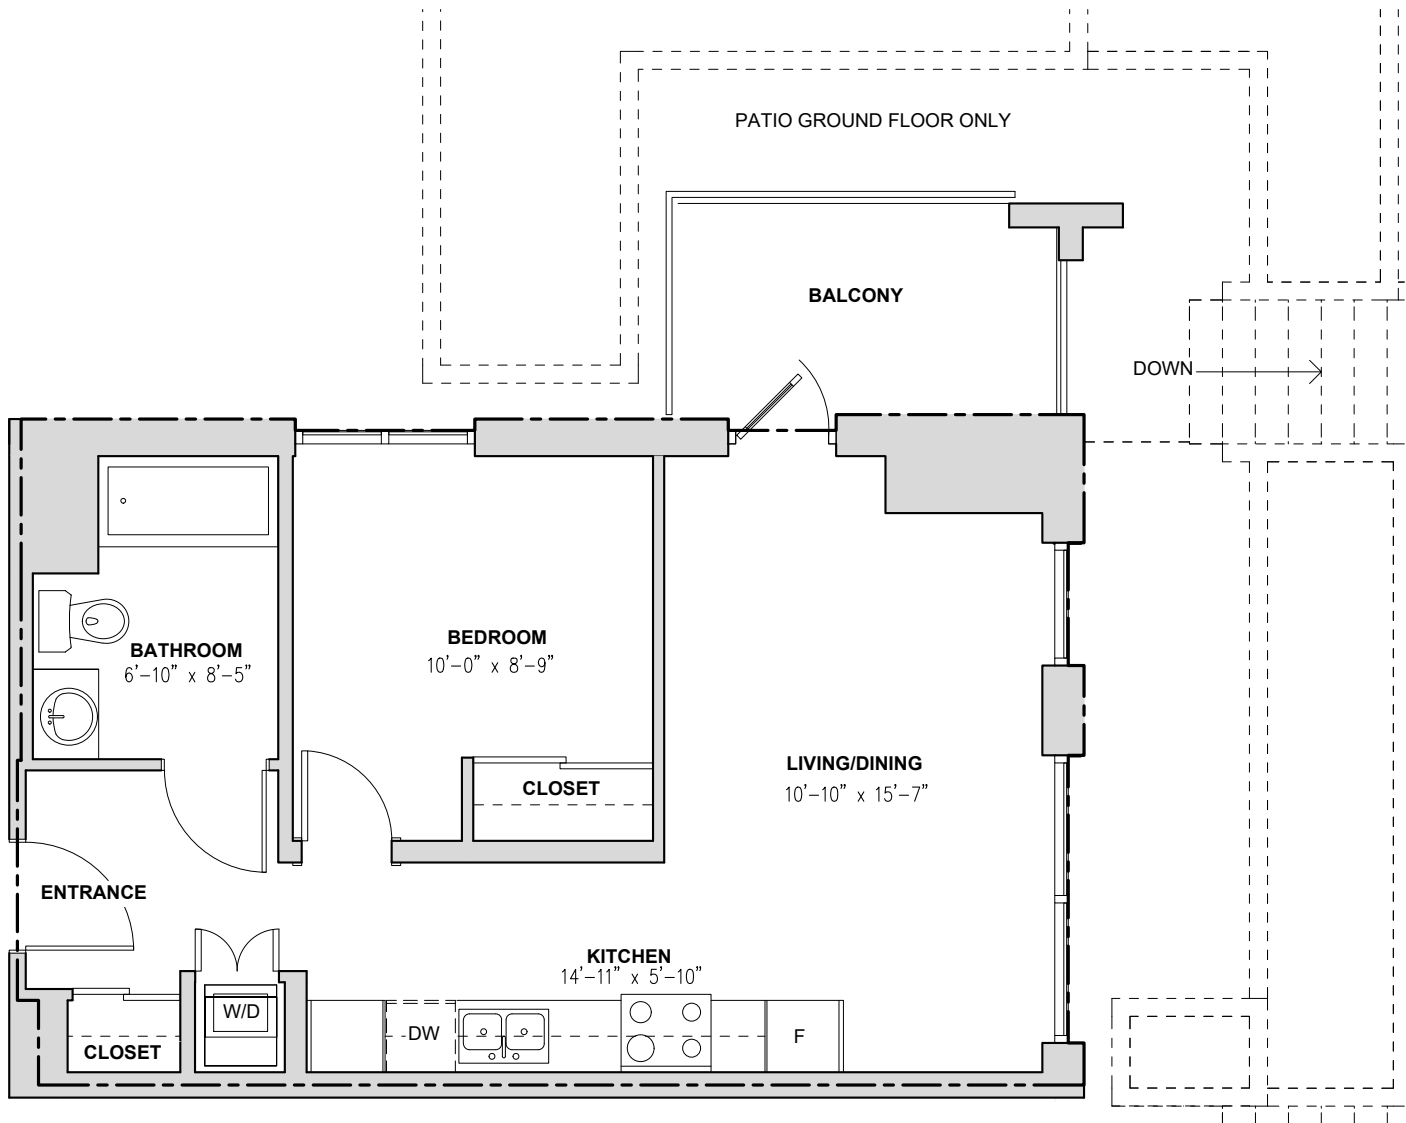 PATIO GROUND FLOOR ONLY
BALCONY
DOWN
BEDROOM
10'-0" x 8'-9"
BATHROOM
6'-10" x 8'-5"
LIVING/DINING
10'-10" x 15'-7"
CLOSET
ENTRANCE
KITCHEN
14'-11" x 5'-10"
W/D
DW
F
CLOSET